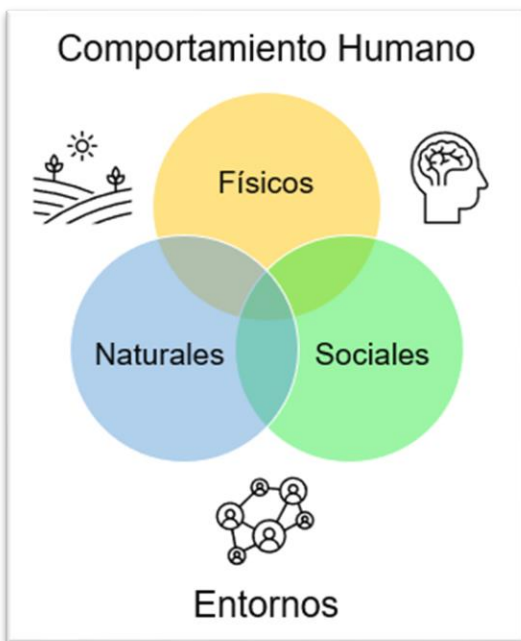 Comportamiento Humano
Físicos
Naturales
Sociales
Entornos